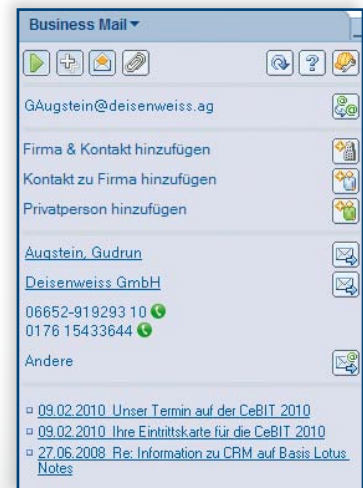 Business Mail
GAugstein@deisenweiss.ag
Firma & Kontakt hinzufügen
Kontakt zu Firma hinzufügen
Privatperson hinzufügen
Augstein, Gudrun
Deisenweiss GmbH
06652-919293 10
0176 15433644
Andere
09.02.2010 Unser Termin auf der CeBIT 2010
09.02.2010 Ihre Eintrittskarte für die CeBIT 2010
27.06.2008 Re: Information zu CRM auf Basis Lotus
Notes